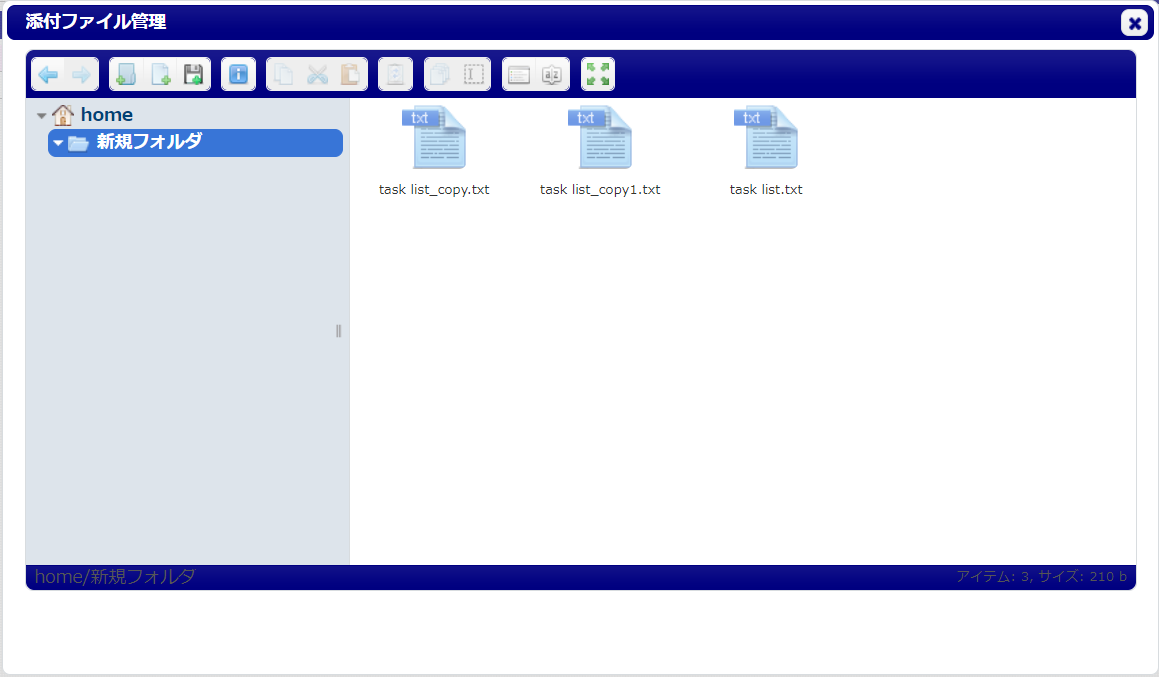 添付ファイル管理
home
新規フォルダ
txt
txt
txt
task list_copy.txt
task list_copy1.txt
task list.txt
home/新規フォルダ
アイテム: 3, サイズ: 210 b